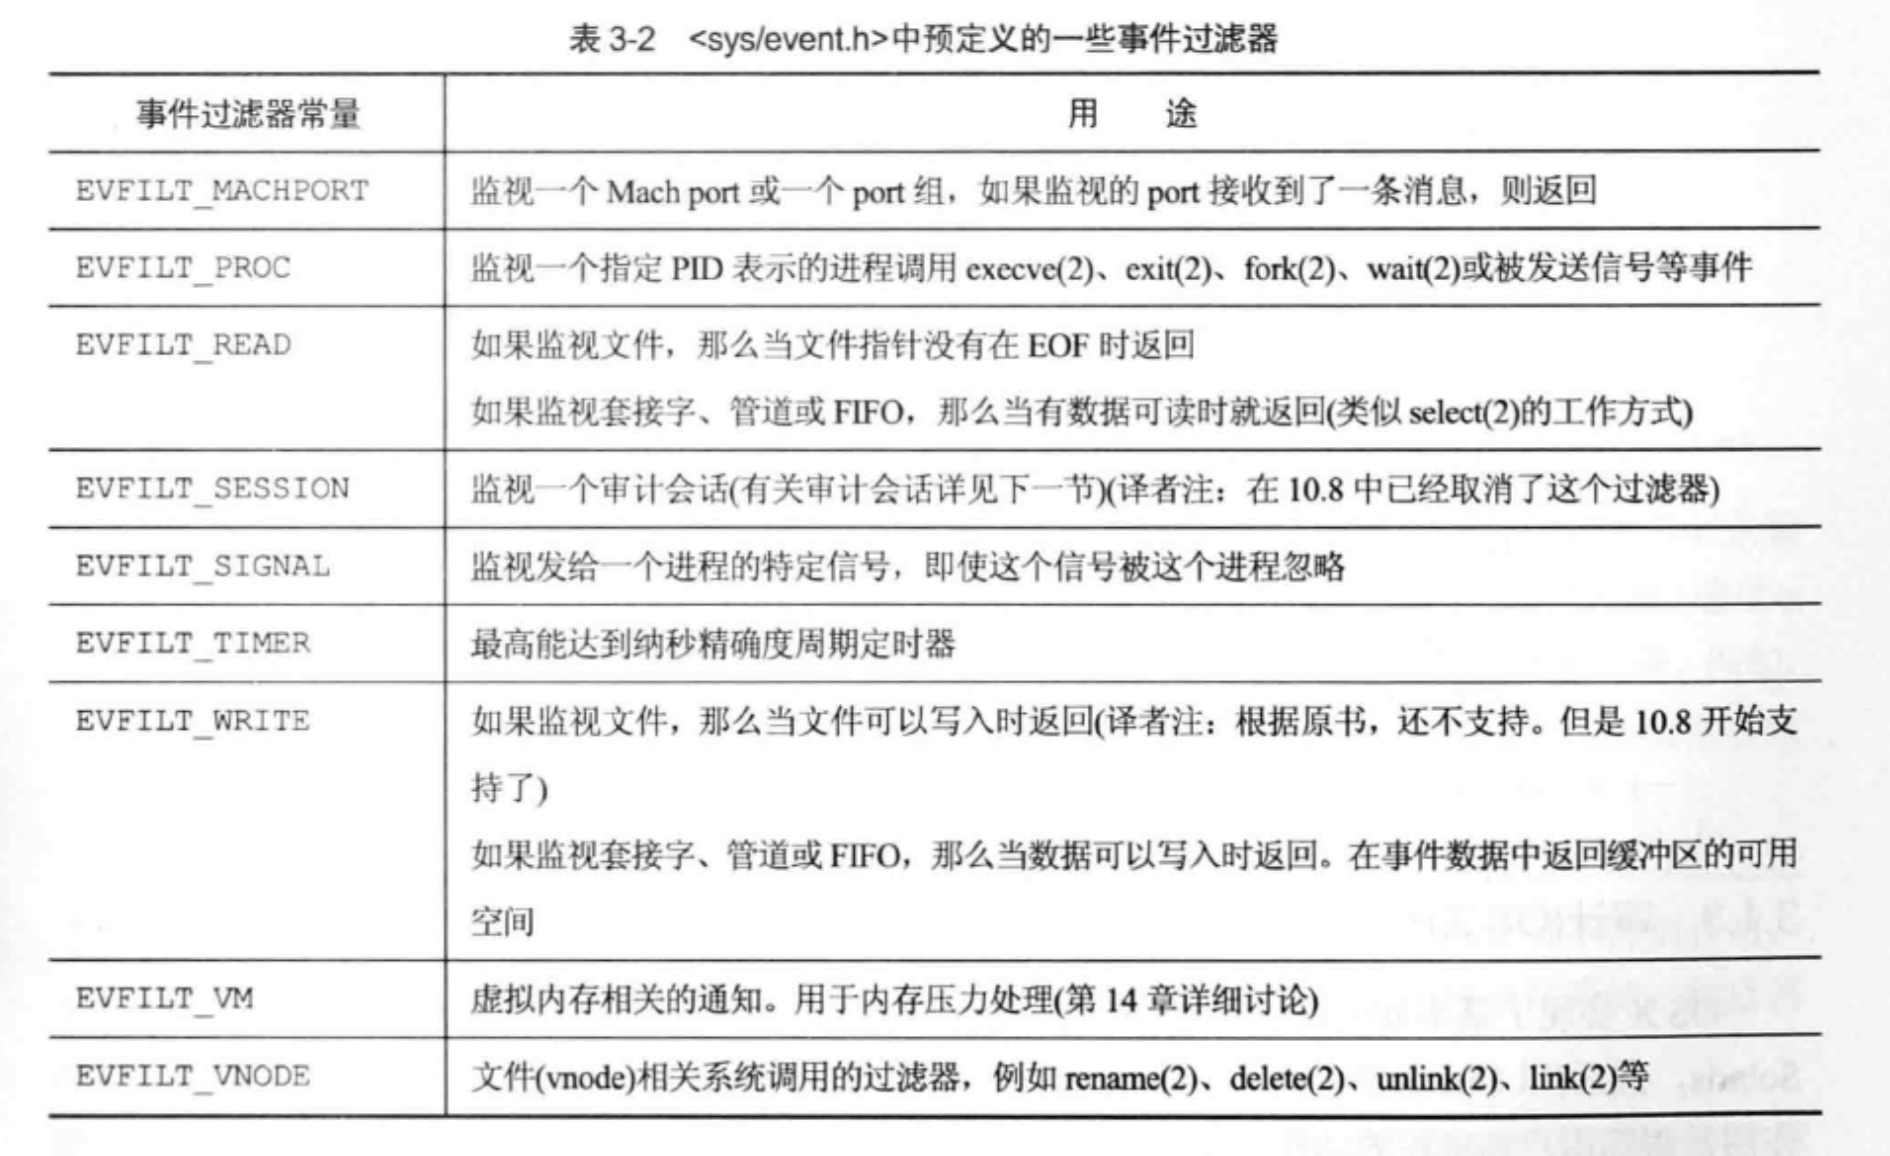 表 3-2 <sys/event.h>中预定义的一些事件过滤器
事件过滤器常量 用 途
EVFILT_MACHPORT 监视一个 Mach port 或一个 port 组，如果监视的 port 接收到了一条消息，则返回
EVFILT_PROC 监视一个指定 PID 表示的进程调用 execve(2)、exit(2)、fork(2)、wait(2)或被发送信号等事件
EVFILT_READ 如果监视文件，那么当文件指针没有在 EOF 时返回
如果监视套接字、管道或 FIFO，那么当有数据可读时就返回(类似 select(2)的工作方式)
EVFILT_SESSION 监视一个审计会话(有关审计会话详见下一节)(译者注：在 10.8 中已经取消了这个过滤器)
EVFILT_SIGNAL 监视发给一个进程的特定信号，即使这个信号被这个进程忽略
EVFILT_TIMER 最高能达到纳秒精确度周期定时器
EVFILT_WRITE 如果监视文件，那么当文件可以写入时返回(译者注：根据原书，还不支持。但是 10.8 开始支
持了)
如果监视套接字、管道或 FIFO，那么当数据可以写入时返回。在事件数据中返回缓冲区的可用
空间
EVFILT_VM 虚拟内存相关的通知。用于内存压力处理(第 14 章详细讨论)
EVFILT_VNODE 文件(vnode)相关系统调用的过滤器，例如 rename(2)、delete(2)、unlink(2)、link(2)等